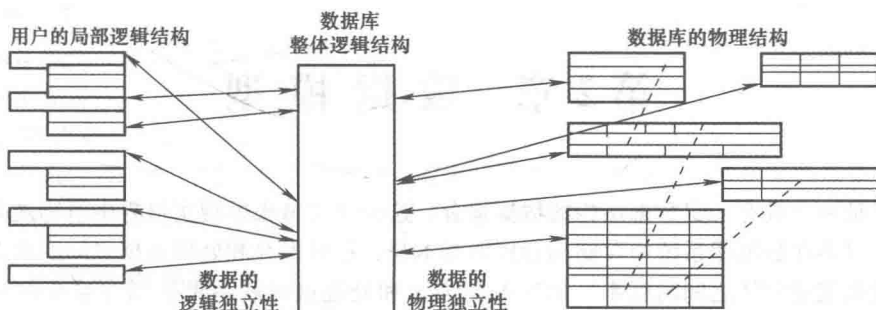 用户的局部逻辑结构
数据库
整体逻辑结构
数据库的物理结构
数据的
逻辑独立性
数据的
物理独立性